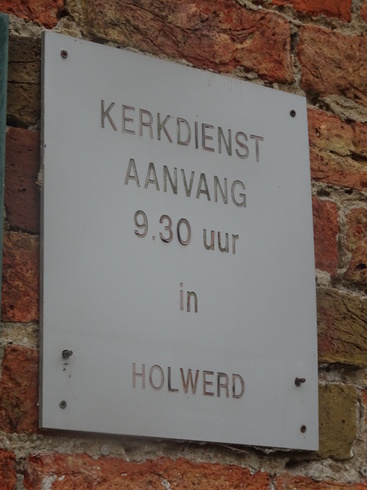 KERKDIENST
AANVANG
9.30 uur
in
HOLWERD